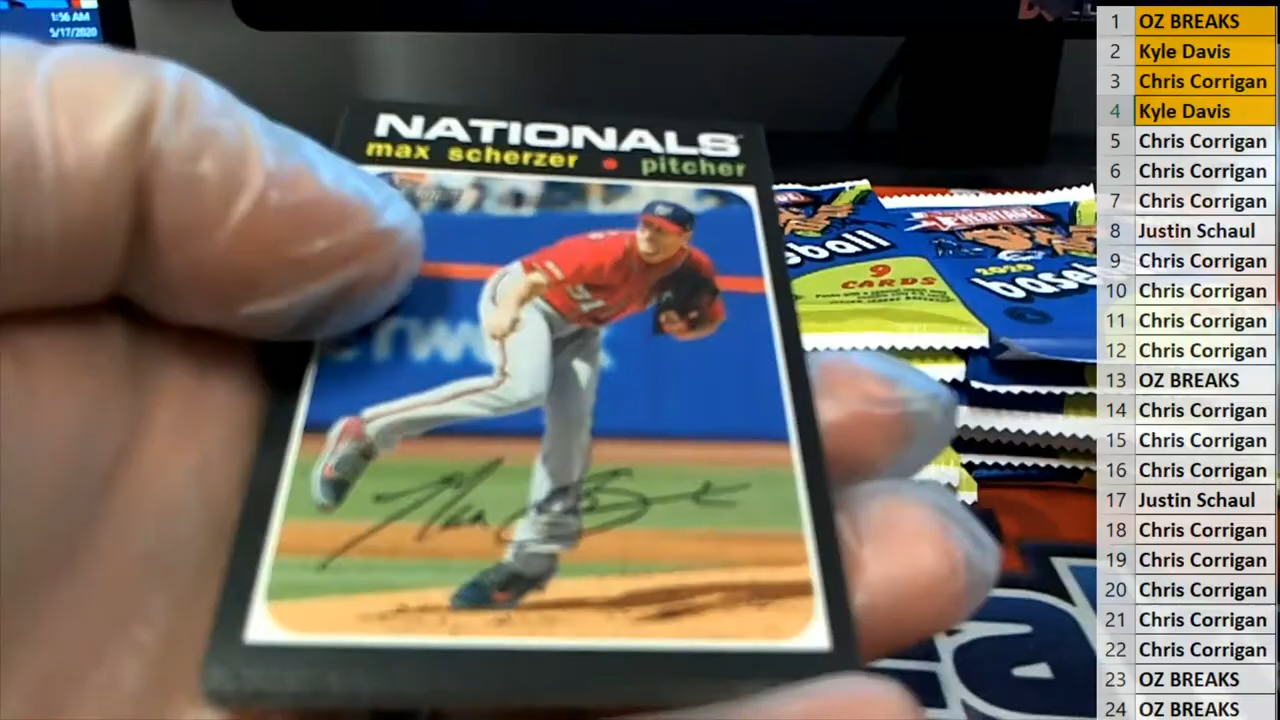 1:56 AM
5/17/2020
NATIONALS
max scherzer • pitcher
HERITAGE
ball
9
CARDS
2020
baseb
1 OZ BREAKS
2 Kyle Davis
3 Chris Corrigan
4 Kyle Davis
5 Chris Corrigan
6 Chris Corrigan
7 Chris Corrigan
8 Justin Schaul
9 Chris Corrigan
10 Chris Corrigan
11 Chris Corrigan
12 Chris Corrigan
13 OZ BREAKS
14 Chris Corrigan
15 Chris Corrigan
16 Chris Corrigan
17 Justin Schaul
18 Chris Corrigan
19 Chris Corrigan
20 Chris Corrigan
21 Chris Corrigan
22 Chris Corrigan
23 OZ BREAKS
24 OZ BREAKS